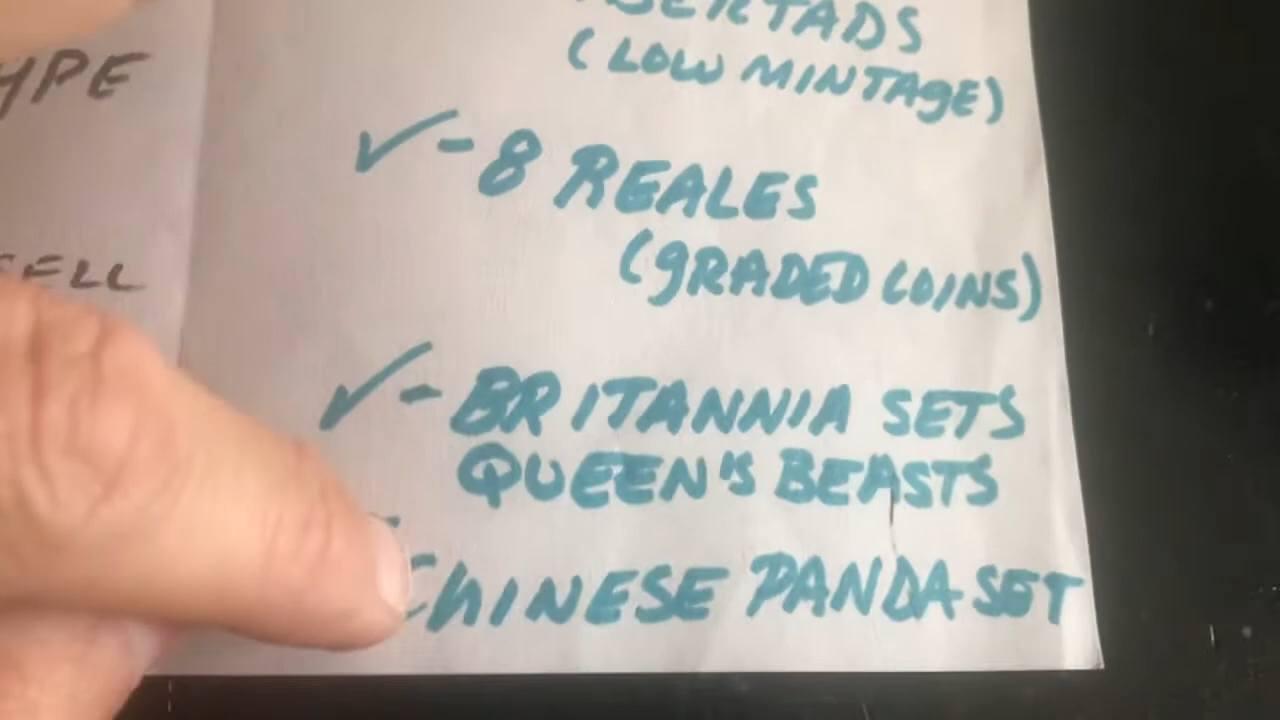 (LOW MINTAGE)
✓ - 8 REALES
(GRADED COINS)
✓ - BRITANNIA SETS
QUEEN'S BEASTS
CHINESE PANDA SET